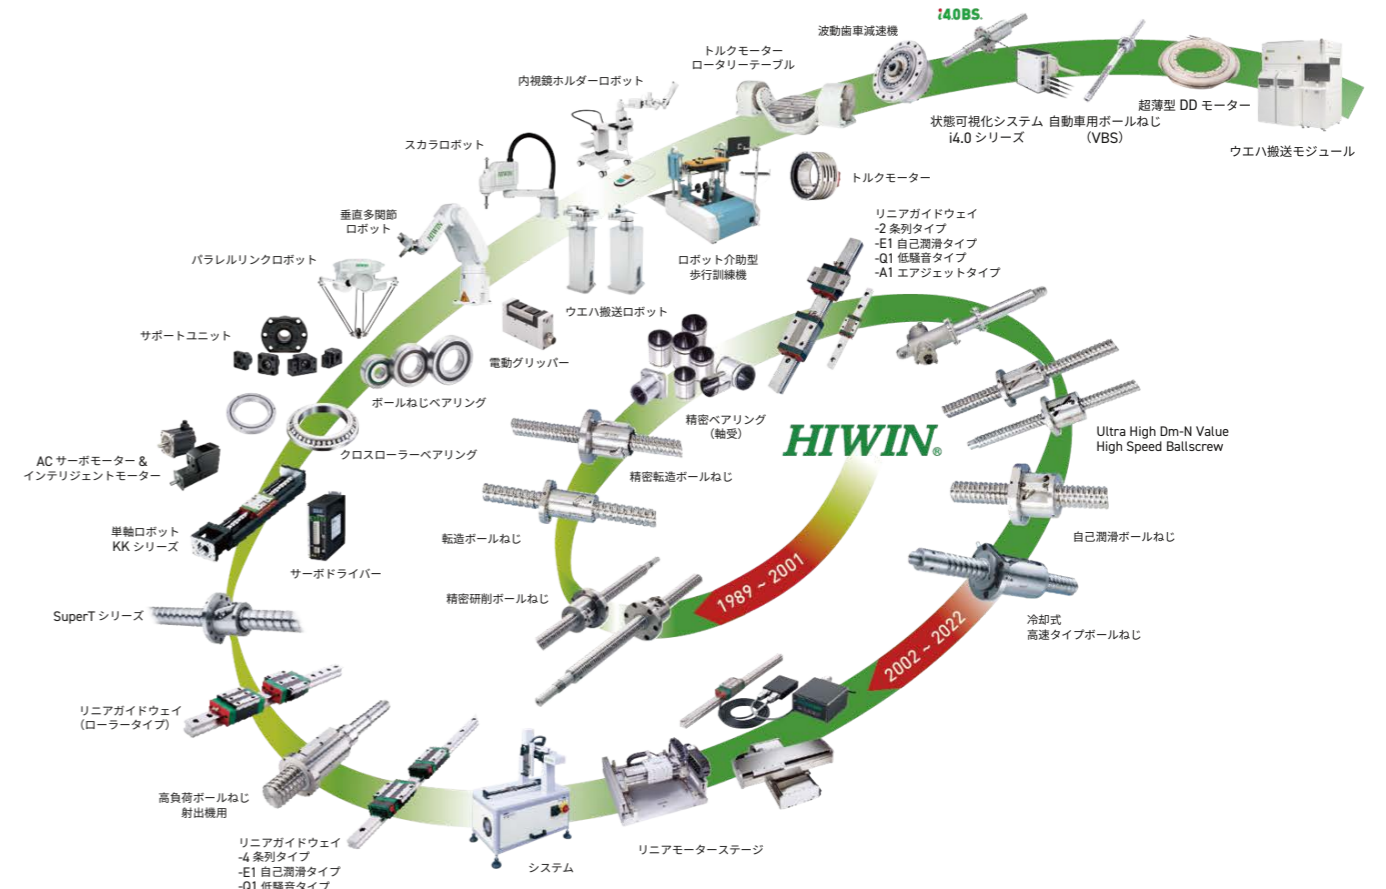 i4.0BS®
波動歯車減速機
トルクモーター
ロータリーテーブル
内視鏡ホルダーロボット
超薄型 DD モーター
状態可視化システム
i4.0 シリーズ
自動車用ボールねじ
（VBS）
ウエハ搬送モジュール
スカラロボット
トルクモーター
垂直多関節
ロボット
HIWIN
リニアガイドウェイ
-2 条列タイプ
-E1 自己潤滑タイプ
-Q1 低騒音タイプ
-A1 エアジェットタイプ
パラレルリンクロボット
ロボット介助型
歩行訓練機
ウエハ搬送ロボット
サポートユニット
電動グリッパー
ボールねじベアリング
精密ベアリング
（軸受）
HIWIN®
Ultra High Dm-N Value
High Speed Ballscrew
クロスローラーベアリング
AC サーボモーター &
インテリジェントモーター
精密転造ボールねじ
単軸ロボット
KK シリーズ
転造ボールねじ
自己潤滑ボールねじ
サーボドライバー
1989 ~ 2001
精密研削ボールねじ
SuperT シリーズ
冷却式
高速タイプボールねじ
2002 ~ 2022
リニアガイドウェイ
（ローラータイプ）
高負荷ボールねじ
射出機用
リニアガイドウェイ
-4 条列タイプ
-E1 自己潤滑タイプ
-Q1 低騒音タイプ
システム
リニアモーターステージ